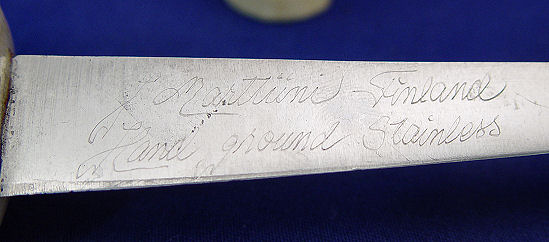 J. Marttiini Finland
Hand ground Stainless